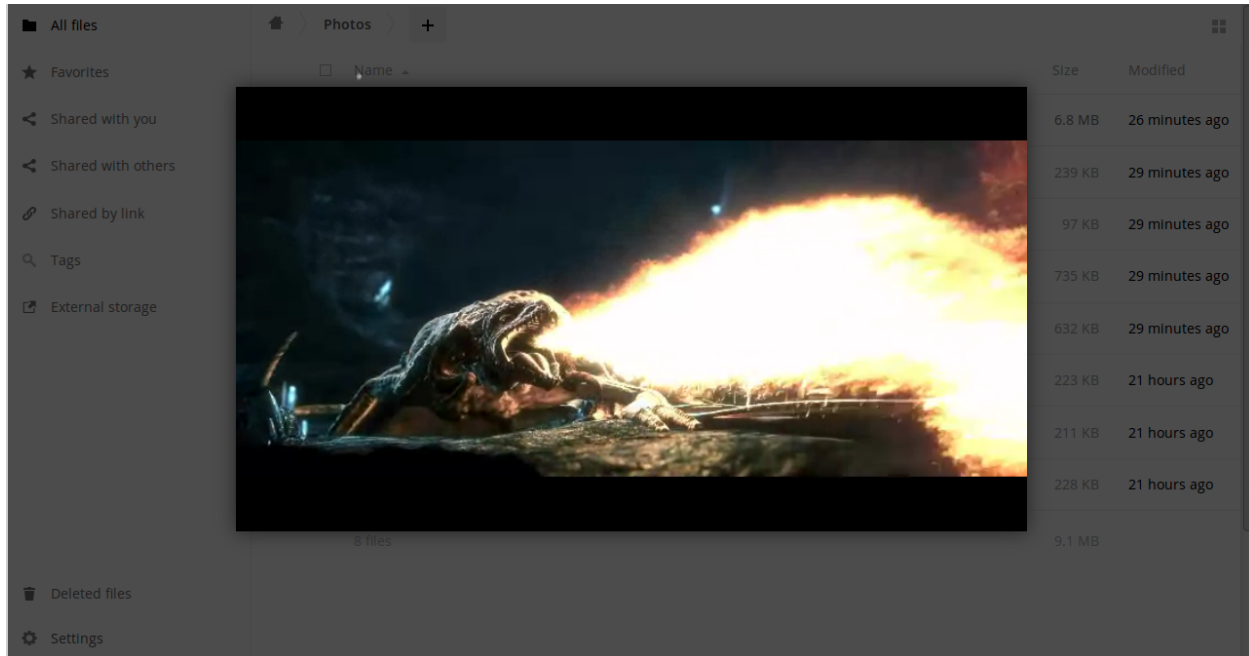 All files
Favorites
Shared with you
Shared with others
Shared by link
Tags
External storage
Deleted files
Settings
Photos +
Name Size Modified
6.8 MB 26 minutes ago
239 KB 29 minutes ago
97 KB 29 minutes ago
735 KB 29 minutes ago
632 KB 29 minutes ago
223 KB 21 hours ago
211 KB 21 hours ago
228 KB 21 hours ago
8 files 9.1 MB